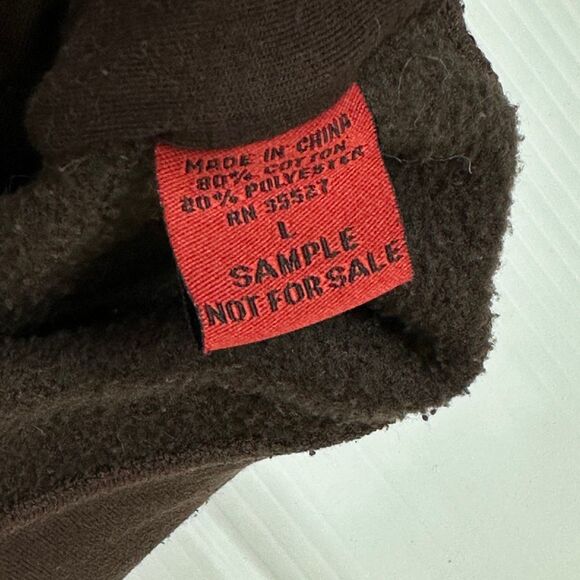 MADE IN CHINA
80% COTTON
20% POLYESTER
RN 35527
L
SAMPLE
NOT FOR SALE